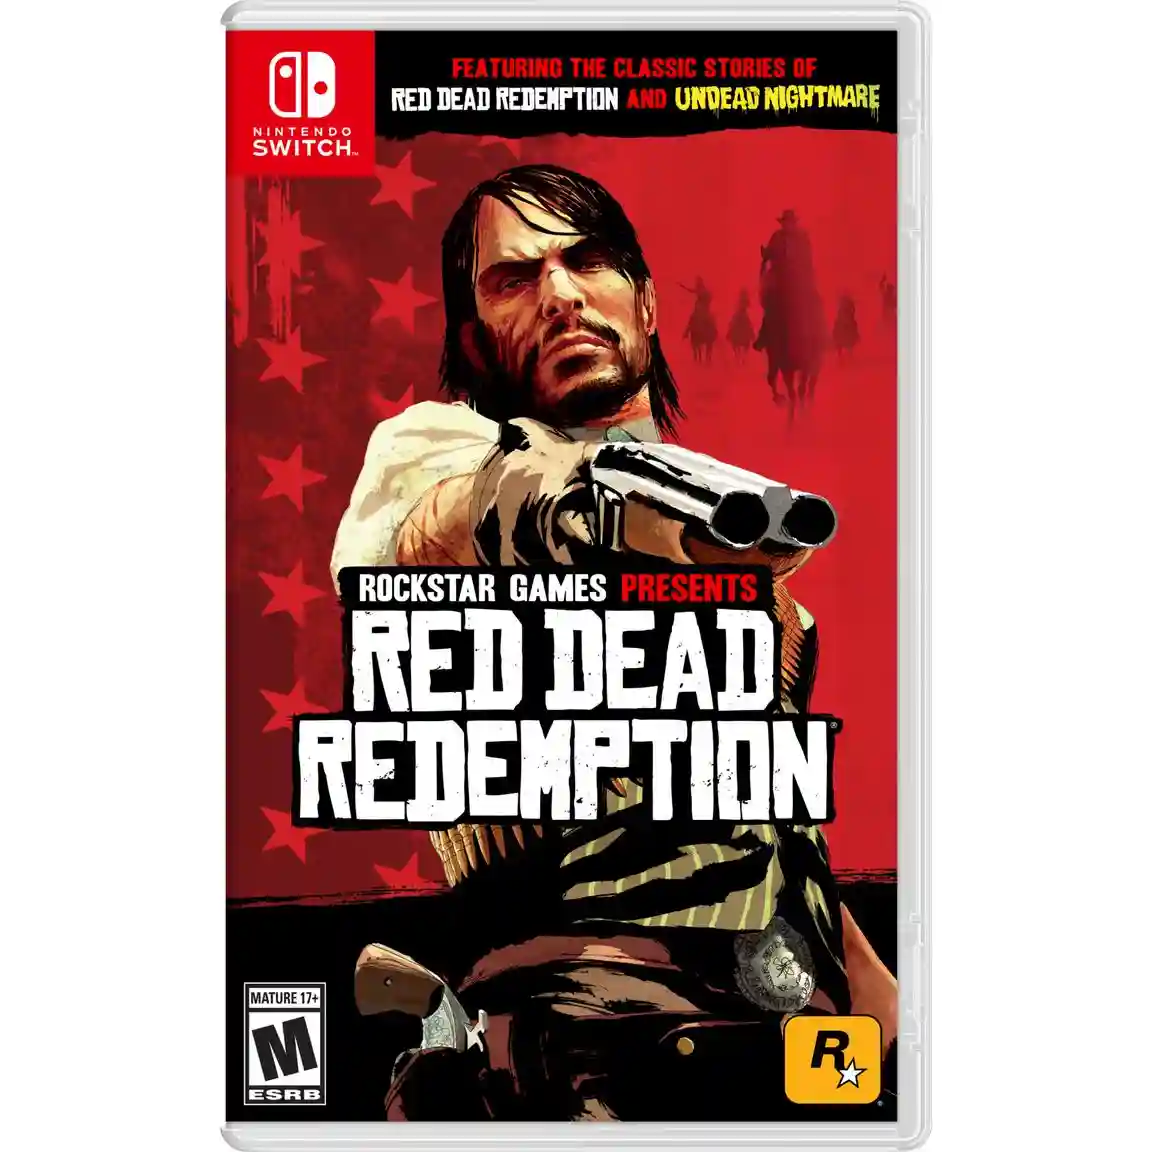 NINTENDO
SWITCH™
FEATURING THE CLASSIC STORIES OF
RED DEAD REDEMPTION AND UNDEAD NIGHTMARE
ROCKSTAR GAMES PRESENTS
RED DEAD
REDEMPTION®
MATURE 17+
M
ESRB
R
®